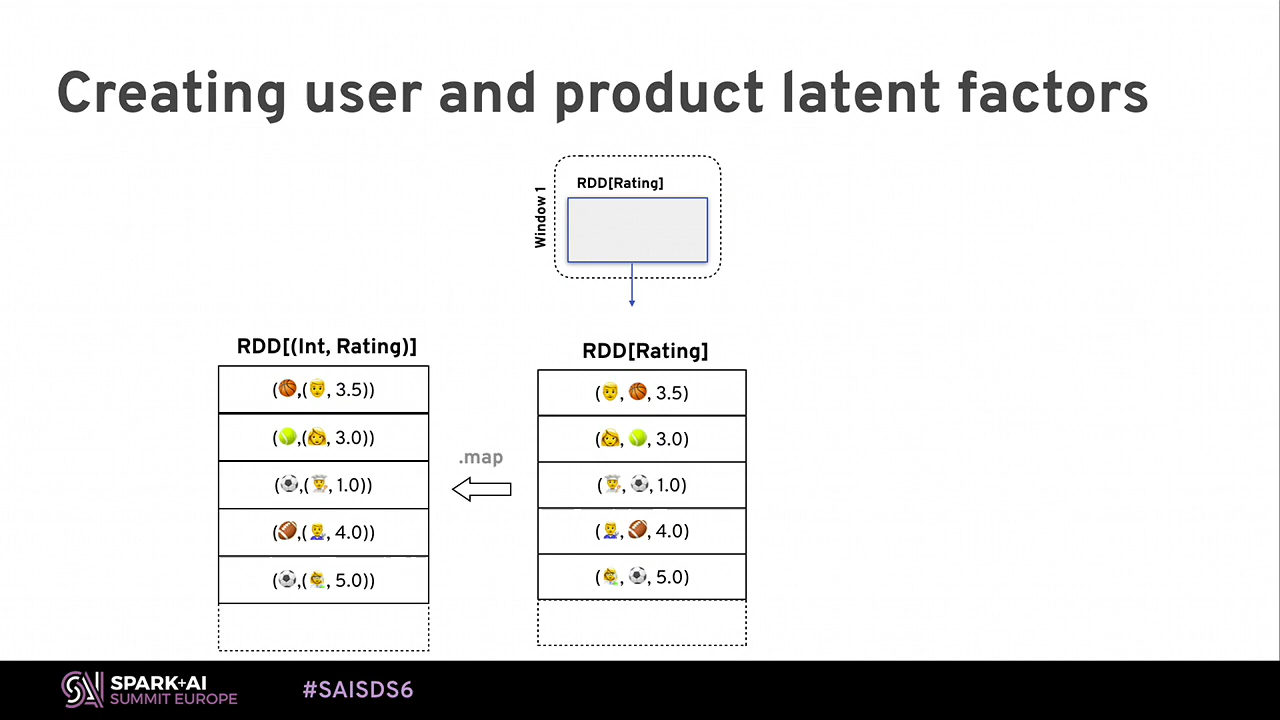 Creating user and product latent factors
Window 1
RDD[Rating]
RDD[(Int, Rating)]
(🏀,(👨, 3.5))
(🎾,(👩, 3.0))
(⚽,(👨‍🍳, 1.0))
(🏈,(👨‍🔧, 4.0))
(⚽,(👩‍🔬, 5.0))
.map
RDD[Rating]
(👨, 🏀, 3.5)
(👩, 🎾, 3.0)
(👨‍🍳, ⚽, 1.0)
(👨‍🔧, 🏈, 4.0)
(👩‍🔬, ⚽, 5.0)
SPARK+AI
SUMMIT EUROPE
#SAISDS6